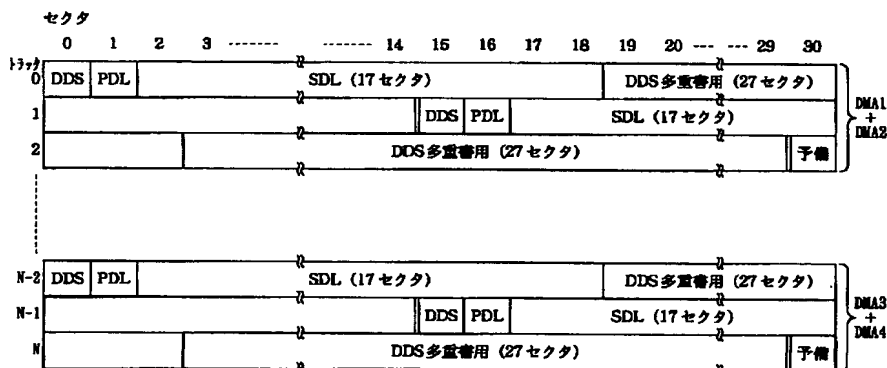 セクタ
0 1 2 3 ------- ------- 14 15 16 17 18 19 20 --- --- 29 30
トラック
0 DDS PDL SDL (17セクタ) DDS多重書用 (27セクタ) DMA1 + DMA2
1 DDS PDL SDL (17セクタ)
2 DDS多重書用 (27セクタ) 予備
N-2 DDS PDL SDL (17セクタ) DDS多重書用 (27セクタ) DMA3 + DMA4
N-1 DDS PDL SDL (17セクタ)
N DDS多重書用 (27セクタ) 予備